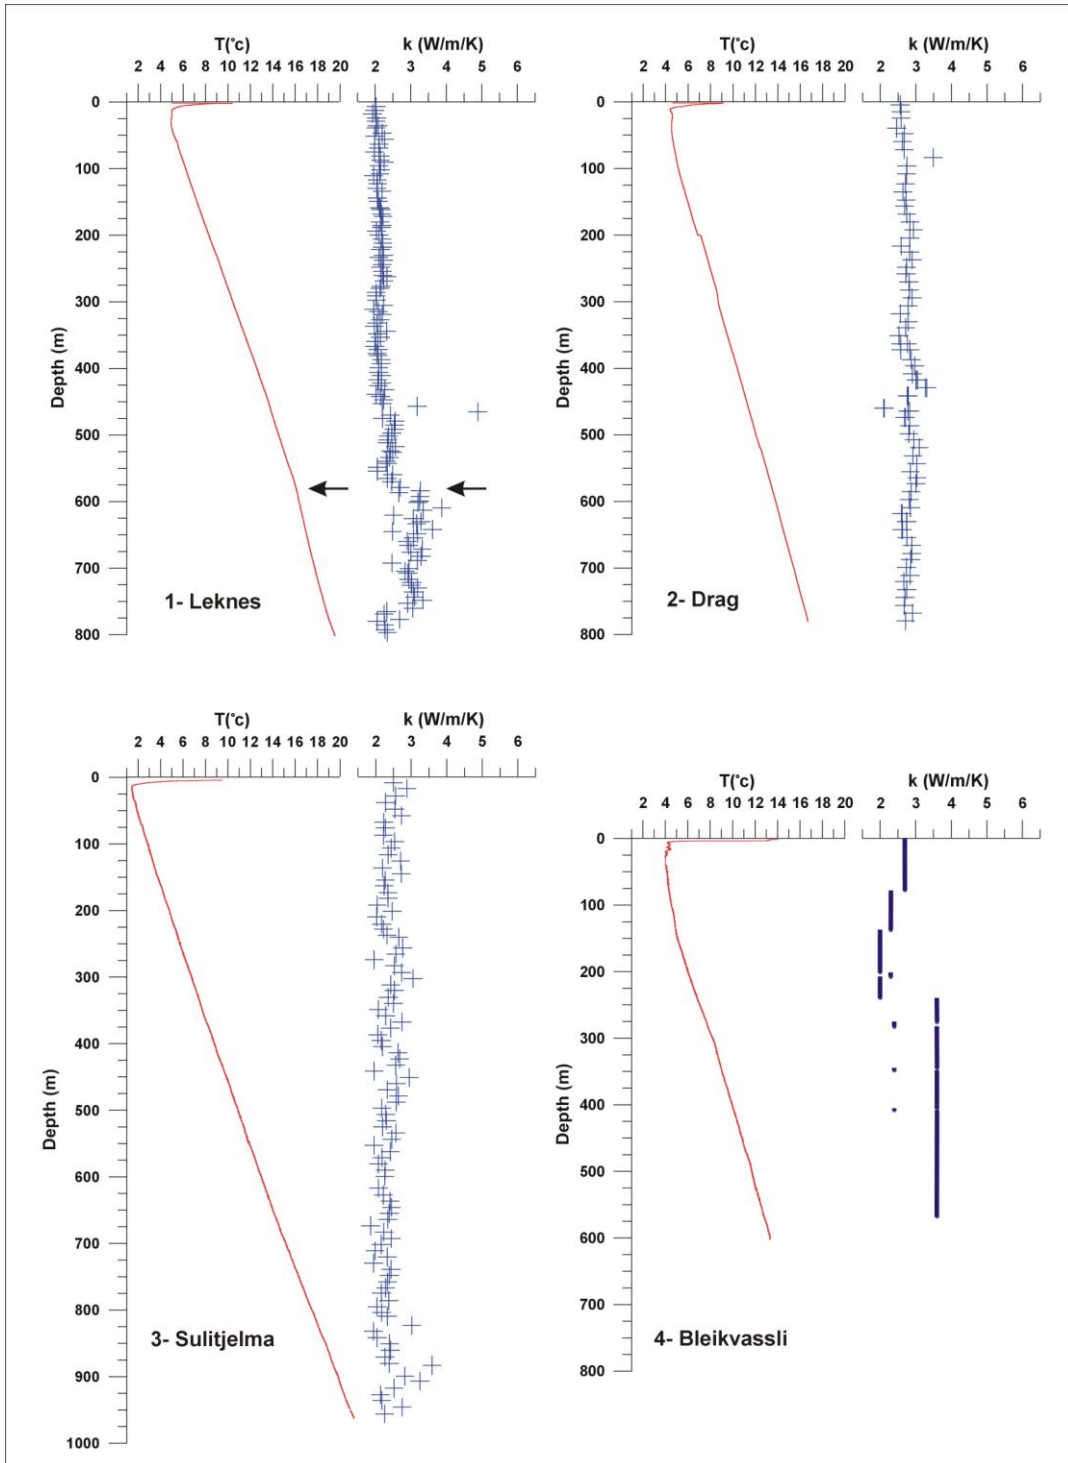 T(°c)
k (W/m/K)
2 4 6 8 10 12 14 16 18 20
2 3 4 5 6
0
100
200
300
400
500
600
700
800
Depth (m)
1- Leknes
T(°c)
k (W/m/K)
2 4 6 8 10 12 14 16 18 20
2 3 4 5 6
0
100
200
300
400
500
600
700
800
Depth (m)
2- Drag
T(°c)
k (W/m/K)
2 4 6 8 10 12 14 16 18 20
2 3 4 5 6
0
100
200
300
400
500
600
700
800
900
1000
Depth (m)
3- Sulitjelma
T(°c)
k (W/m/K)
2 4 6 8 10 12 14 16 18 20
2 3 4 5 6
0
100
200
300
400
500
600
700
800
Depth (m)
4- Bleikvassli